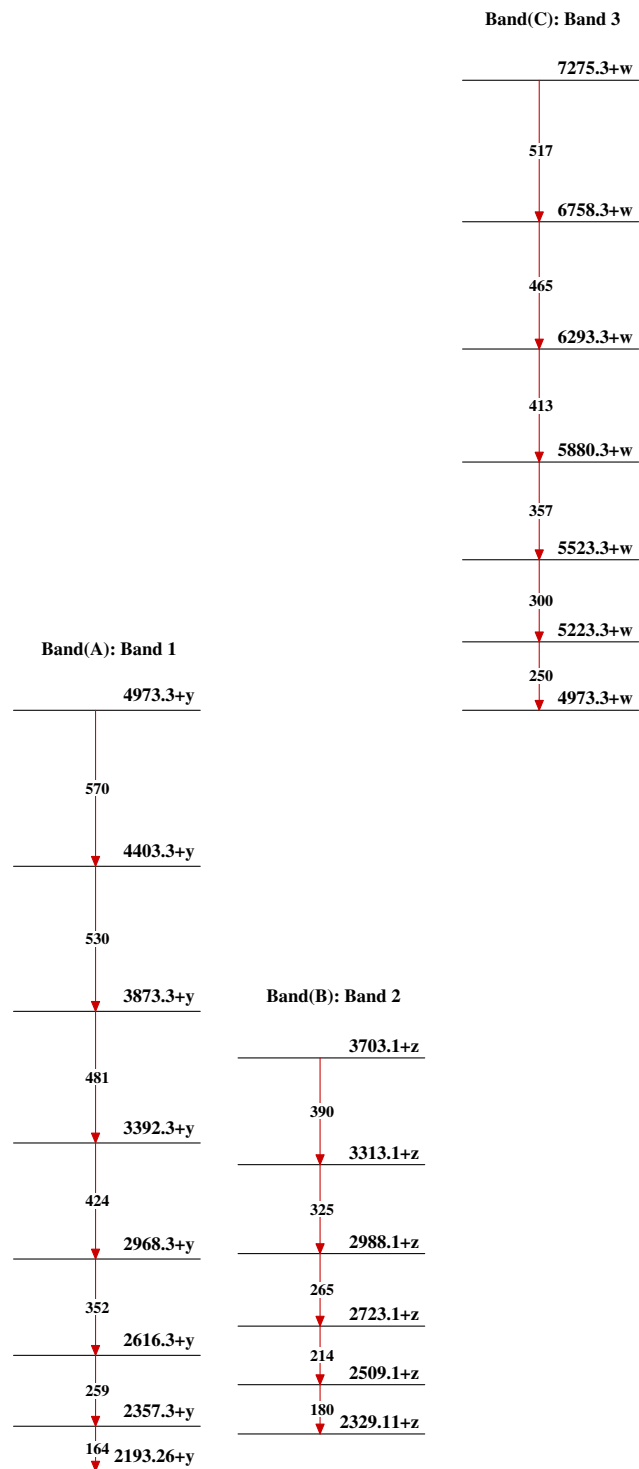 Band(C): Band 3
7275.3+w
517
6758.3+w
465
6293.3+w
413
5880.3+w
357
5523.3+w
300
5223.3+w
250
4973.3+w
Band(A): Band 1
4973.3+y
570
4403.3+y
530
3873.3+y
481
3392.3+y
424
2968.3+y
352
2616.3+y
259
2357.3+y
164
2193.26+y
Band(B): Band 2
3703.1+z
390
3313.1+z
325
2988.1+z
265
2723.1+z
214
2509.1+z
180
2329.11+z